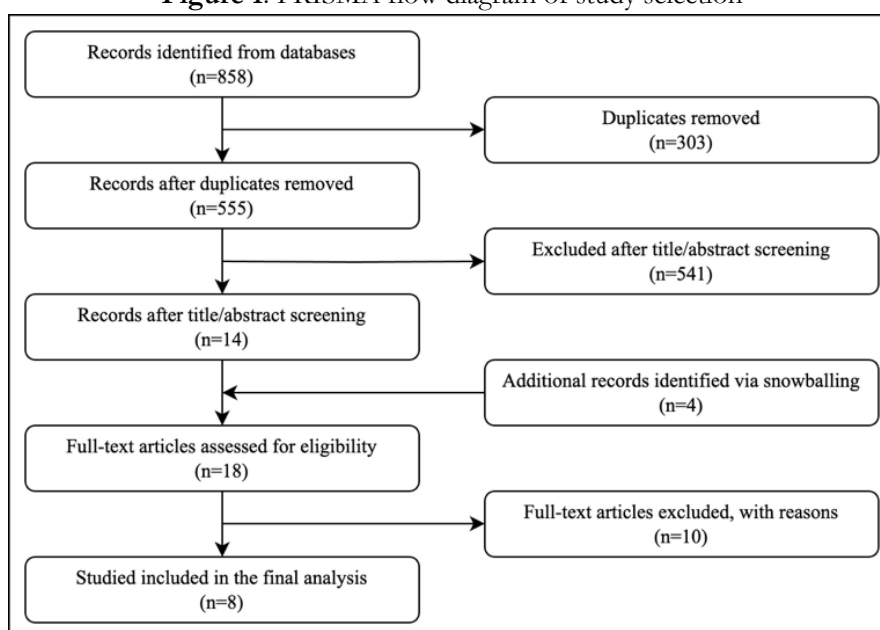 Figure 1. PRISMA flow diagram of study selection
Records identified from databases
(n=858)
Duplicates removed
(n=303)
Records after duplicates removed
(n=555)
Excluded after title/abstract screening
(n=541)
Records after title/abstract screening
(n=14)
Additional records identified via snowballing
(n=4)
Full-text articles assessed for eligibility
(n=18)
Full-text articles excluded, with reasons
(n=10)
Studied included in the final analysis
(n=8)